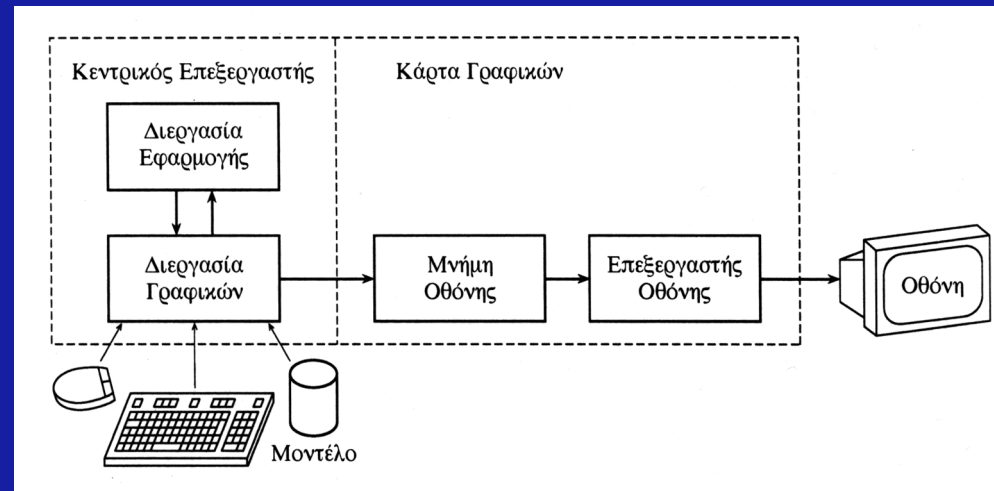 Κεντρικός Επεξεργαστής
Κάρτα Γραφικών
Διεργασία
Εφαρμογής
Διεργασία
Γραφικών
Μνήμη
Οθόνης
Επεξεργαστής
Οθόνης
Οθόνη
Μοντέλο